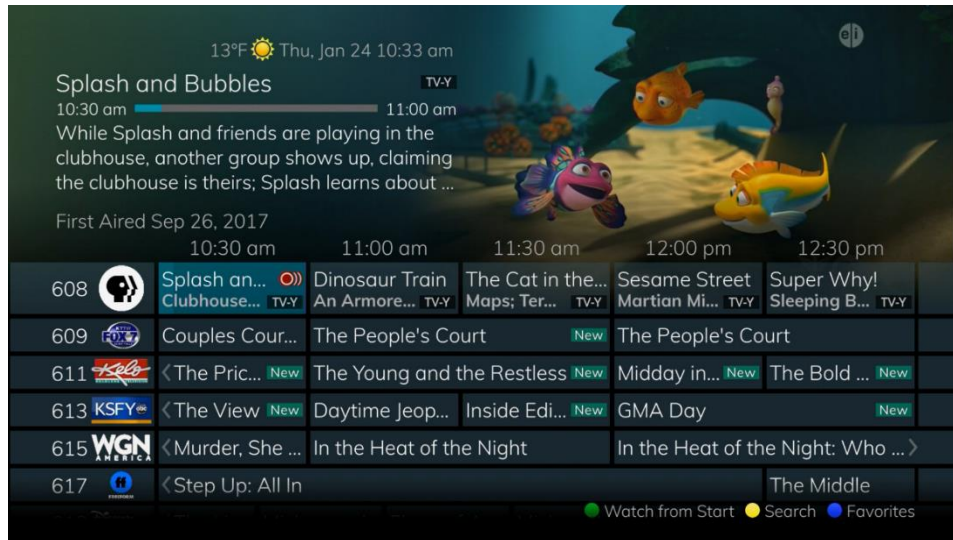 e/i
13°F Thu, Jan 24 10:33 am
Splash and Bubbles TV-Y
10:30 am 11:00 am
While Splash and friends are playing in the
clubhouse, another group shows up, claiming
the clubhouse is theirs; Splash learns about ...
First Aired Sep 26, 2017
10:30 am 11:00 am 11:30 am 12:00 pm 12:30 pm
608 Splash an... Dinosaur Train The Cat in the... Sesame Street Super Why!
Clubhouse... TV-Y An Armore... TV-Y Maps; Ter... TV-Y Martian Mi... TV-Y Sleeping B... TV-Y
609 FOX 7 Couples Cour... The People's Court New The People's Court
611 Kelo <The Pric... New The Young and the Restless New Midday in... New The Bold ... New
613 KSFY abc <The View New Daytime Jeop... Inside Edi... New GMA Day New
615 WGN AMERICA <Murder, She ... In the Heat of the Night In the Heat of the Night: Who ...>
617 <Step Up: All In The Middle
Watch from Start Search Favorites